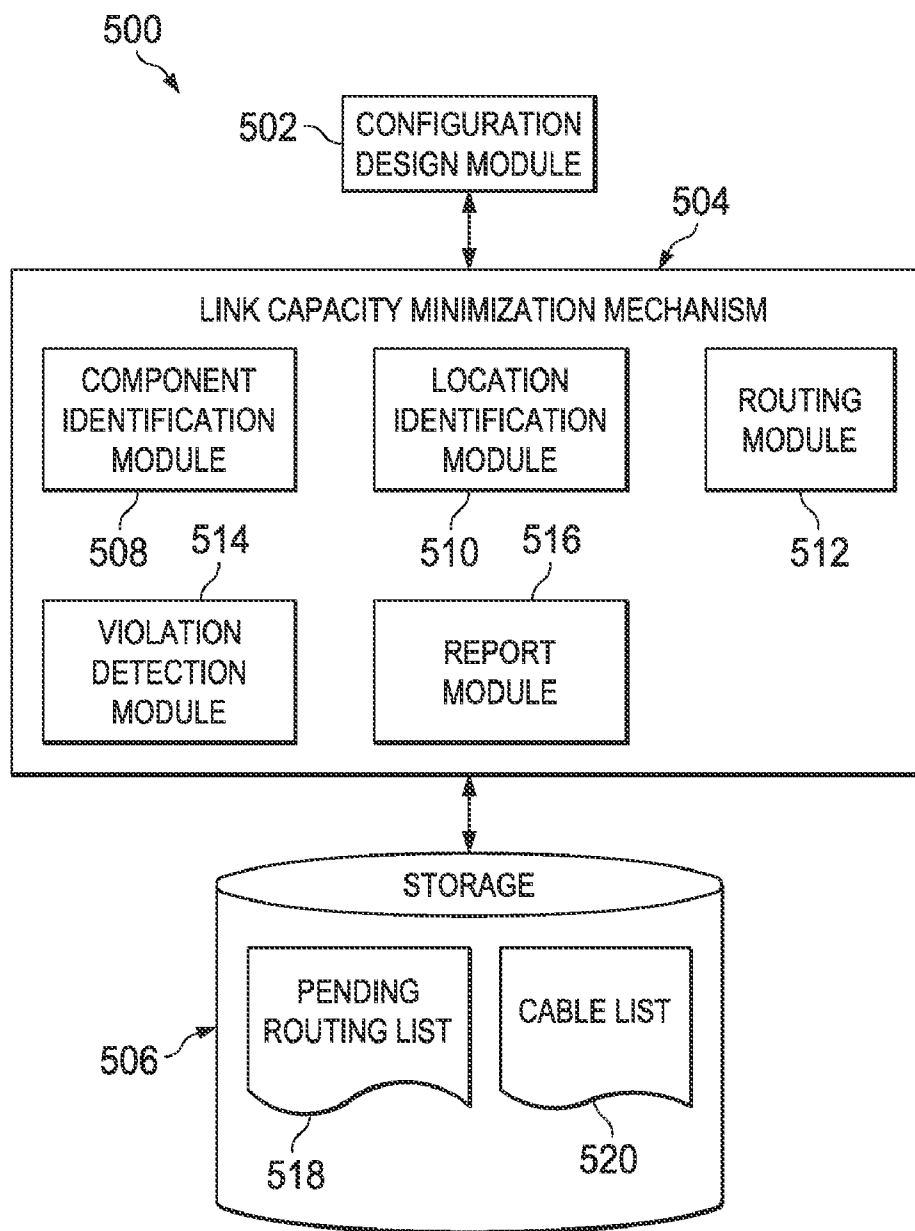 500
502
CONFIGURATION
DESIGN MODULE
504
LINK CAPACITY MINIMIZATION MECHANISM
COMPONENT
IDENTIFICATION
MODULE
LOCATION
IDENTIFICATION
MODULE
ROUTING
MODULE
508
510
512
514
516
VIOLATION
DETECTION
MODULE
REPORT
MODULE
STORAGE
PENDING
ROUTING LIST
CABLE LIST
506
518
520